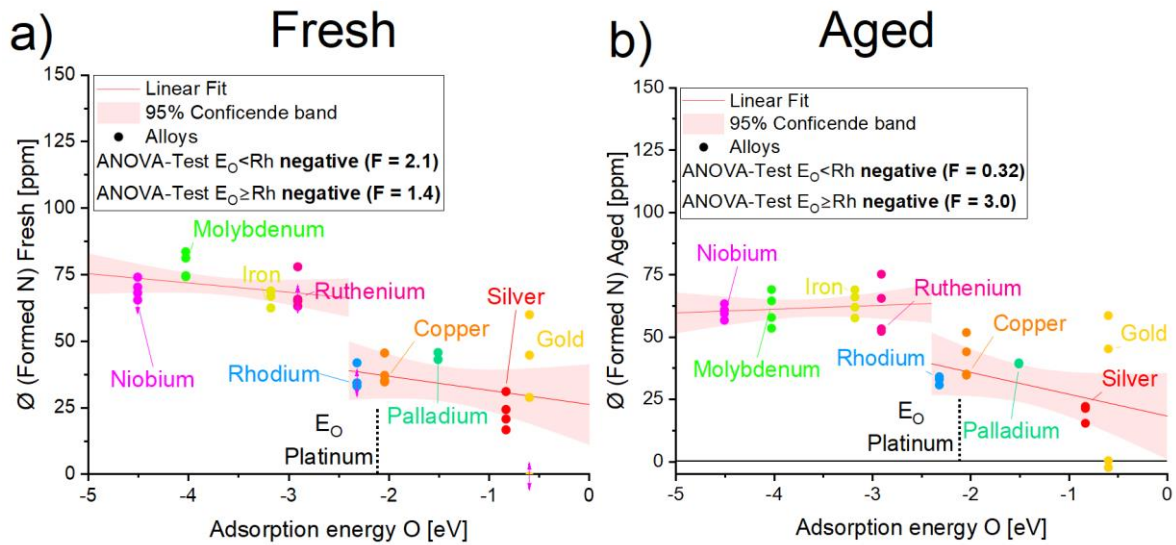 a)
Fresh
Ø (Formed N) Fresh [ppm]
150
125
100
75
50
25
0
Linear Fit
95% Conficende band
Alloys
ANOVA-Test EO<Rh negative (F = 2.1)
ANOVA-Test EO≥Rh negative (F = 1.4)
Molybdenum
Iron
Ruthenium
Niobium
Silver
Copper
Gold
Rhodium
Palladium
EO
Platinum
-5 -4 -3 -2 -1 0
Adsorption energy O [eV]
b)
Aged
Ø (Formed N) Aged [ppm]
150
125
100
75
50
25
0
Linear Fit
95% Conficende band
Alloys
ANOVA-Test EO<Rh negative (F = 0.32)
ANOVA-Test EO≥Rh negative (F = 3.0)
Niobium
Iron
Ruthenium
Molybdenum
Copper
Gold
Rhodium
Silver
Palladium
EO
Platinum
-5 -4 -3 -2 -1 0
Adsorption energy O [eV]